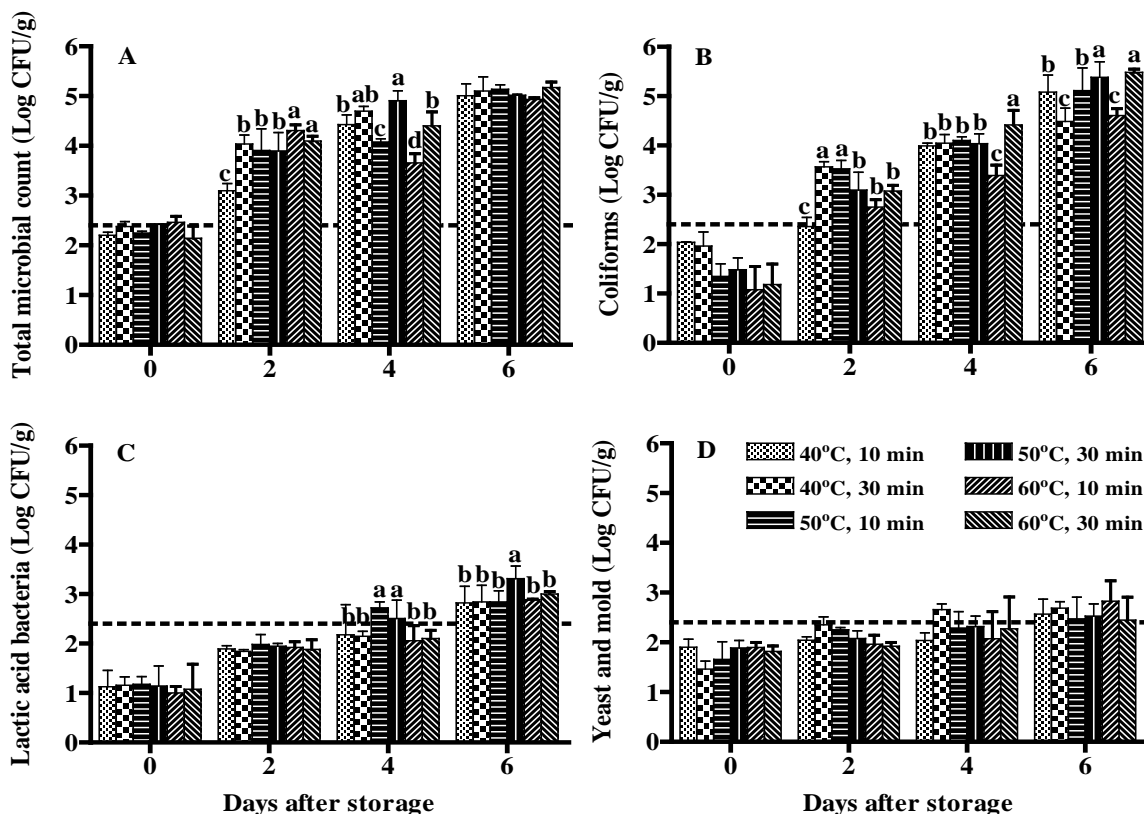 Total microbial count (Log CFU/g)
A
6
5
4
3
2
1
0
c b b b a a
b ab c a d b
0 2 4 6
Coliforms (Log CFU/g)
B
6
5
4
3
2
1
0
c a a b b b
b b b b c a
b c b a c a
0 2 4 6
Lactic acid bacteria (Log CFU/g)
C
6
5
4
3
2
1
0
b b a a b b
b b b a b b
0 2 4 6
Days after storage
Yeast and mold (Log CFU/g)
D
6
5
4
3
2
1
0
40°C, 10 min
40°C, 30 min
50°C, 10 min
50°C, 30 min
60°C, 10 min
60°C, 30 min
0 2 4 6
Days after storage